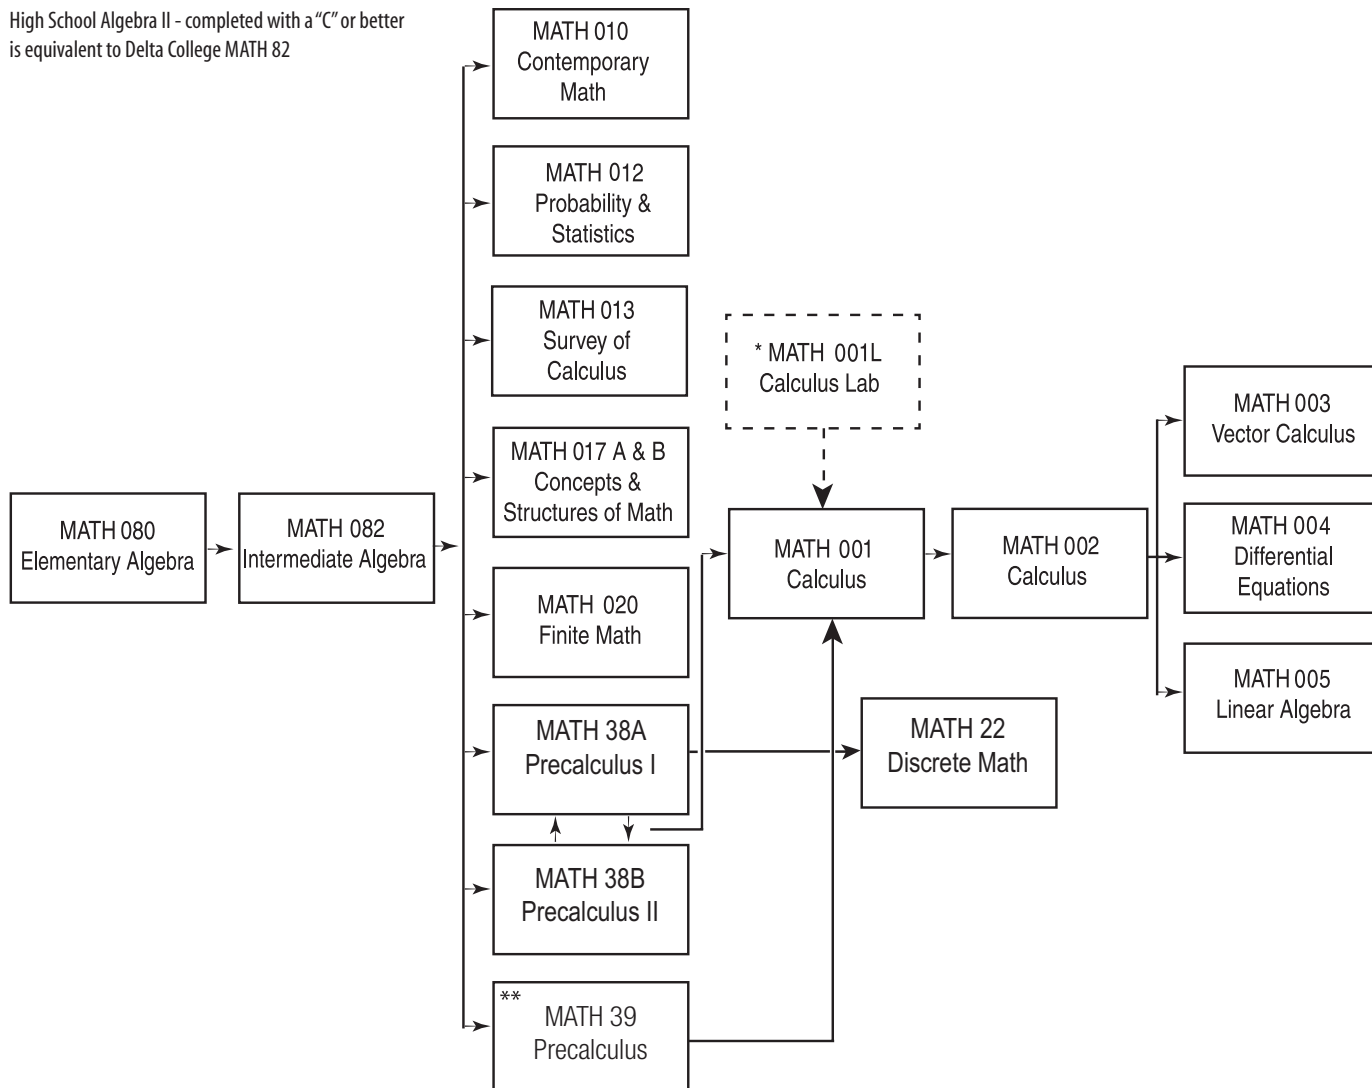 High School Algebra II - completed with a “C” or better
is equivalent to Delta College MATH 82
MATH 010
Contemporary
Math
MATH 012
Probability &
Statistics
MATH 013
Survey of
Calculus
* MATH 001L
Calculus Lab
MATH 003
Vector Calculus
MATH 017 A & B
Concepts &
Structures of Math
MATH 080
Elementary Algebra
MATH 082
Intermediate Algebra
MATH 001
Calculus
MATH 002
Calculus
MATH 004
Differential
Equations
MATH 020
Finite Math
MATH 005
Linear Algebra
MATH 38A
Precalculus I
MATH 22
Discrete Math
MATH 38B
Precalculus II
**
MATH 39
Precalculus